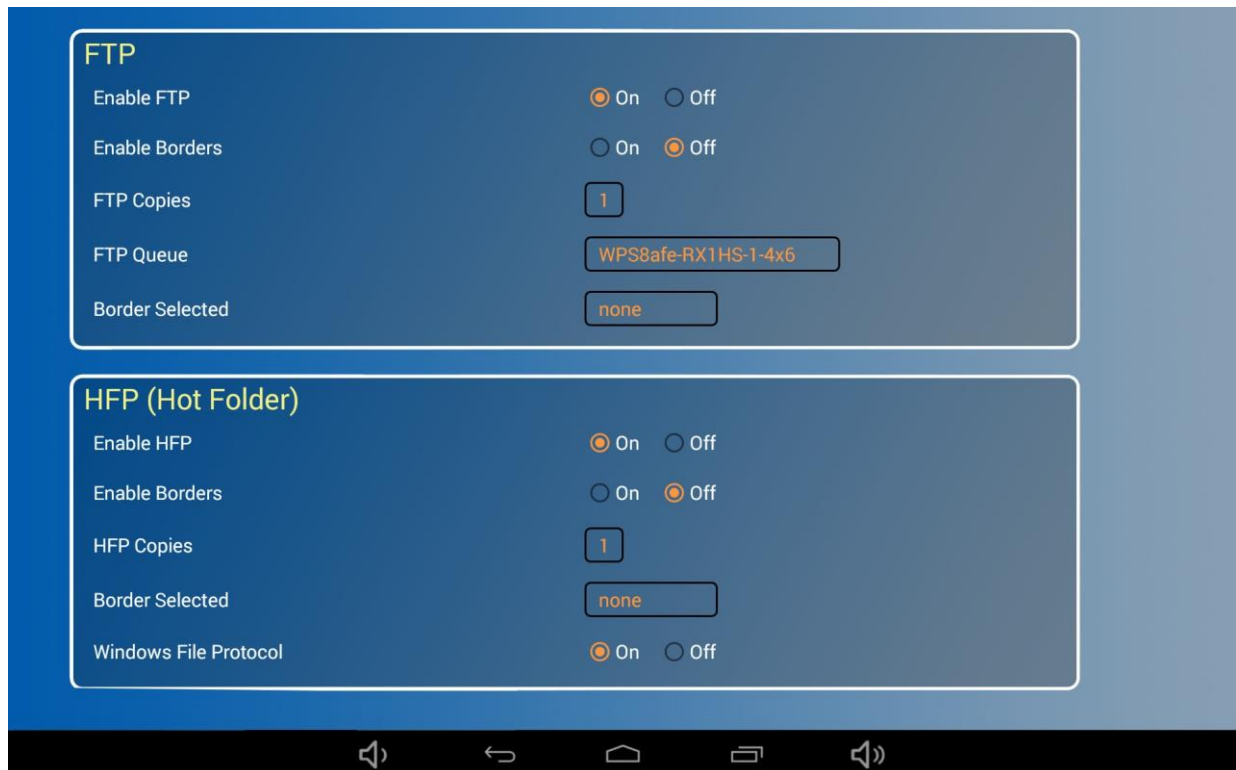 FTP
Enable FTP On Off
Enable Borders On Off
FTP Copies 1
FTP Queue WPS8afe-RX1HS-1-4x6
Border Selected none
HFP (Hot Folder)
Enable HFP On Off
Enable Borders On Off
HFP Copies 1
Border Selected none
Windows File Protocol On Off